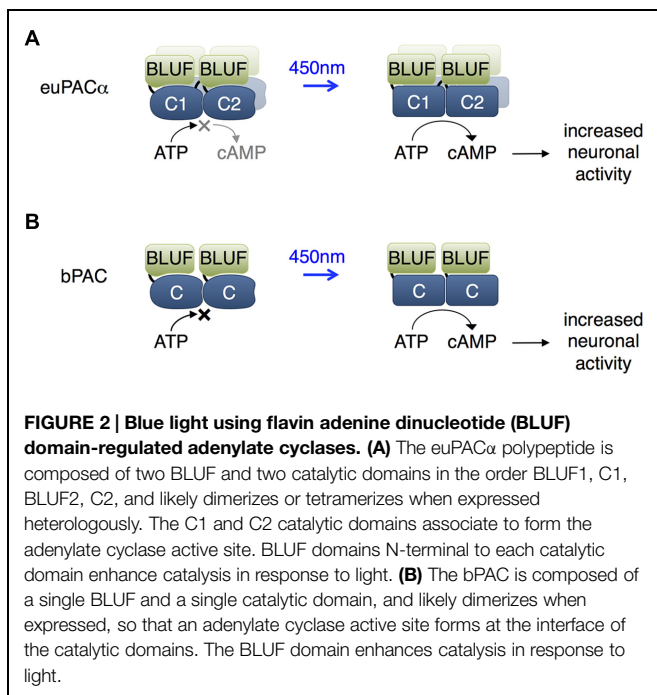 A
BLUF BLUF
450nm
BLUF BLUF
euPACα
C1 C2
C1 C2
ATP cAMP
ATP cAMP
increased
neuronal
activity
B
BLUF BLUF
450nm
BLUF BLUF
bPAC
C C
C C
ATP
ATP cAMP
increased
neuronal
activity
FIGURE 2 | Blue light using flavin adenine dinucleotide (BLUF)
domain-regulated adenylate cyclases. (A) The euPACα polypeptide is
composed of two BLUF and two catalytic domains in the order BLUF1, C1,
BLUF2, C2, and likely dimerizes or tetramerizes when expressed
heterologously. The C1 and C2 catalytic domains associate to form the
adenylate cyclase active site. BLUF domains N-terminal to each catalytic
domain enhance catalysis in response to light. (B) The bPAC is composed of
a single BLUF and a single catalytic domain, and likely dimerizes when
expressed, so that an adenylate cyclase active site forms at the interface of
the catalytic domains. The BLUF domain enhances catalysis in response to
light.